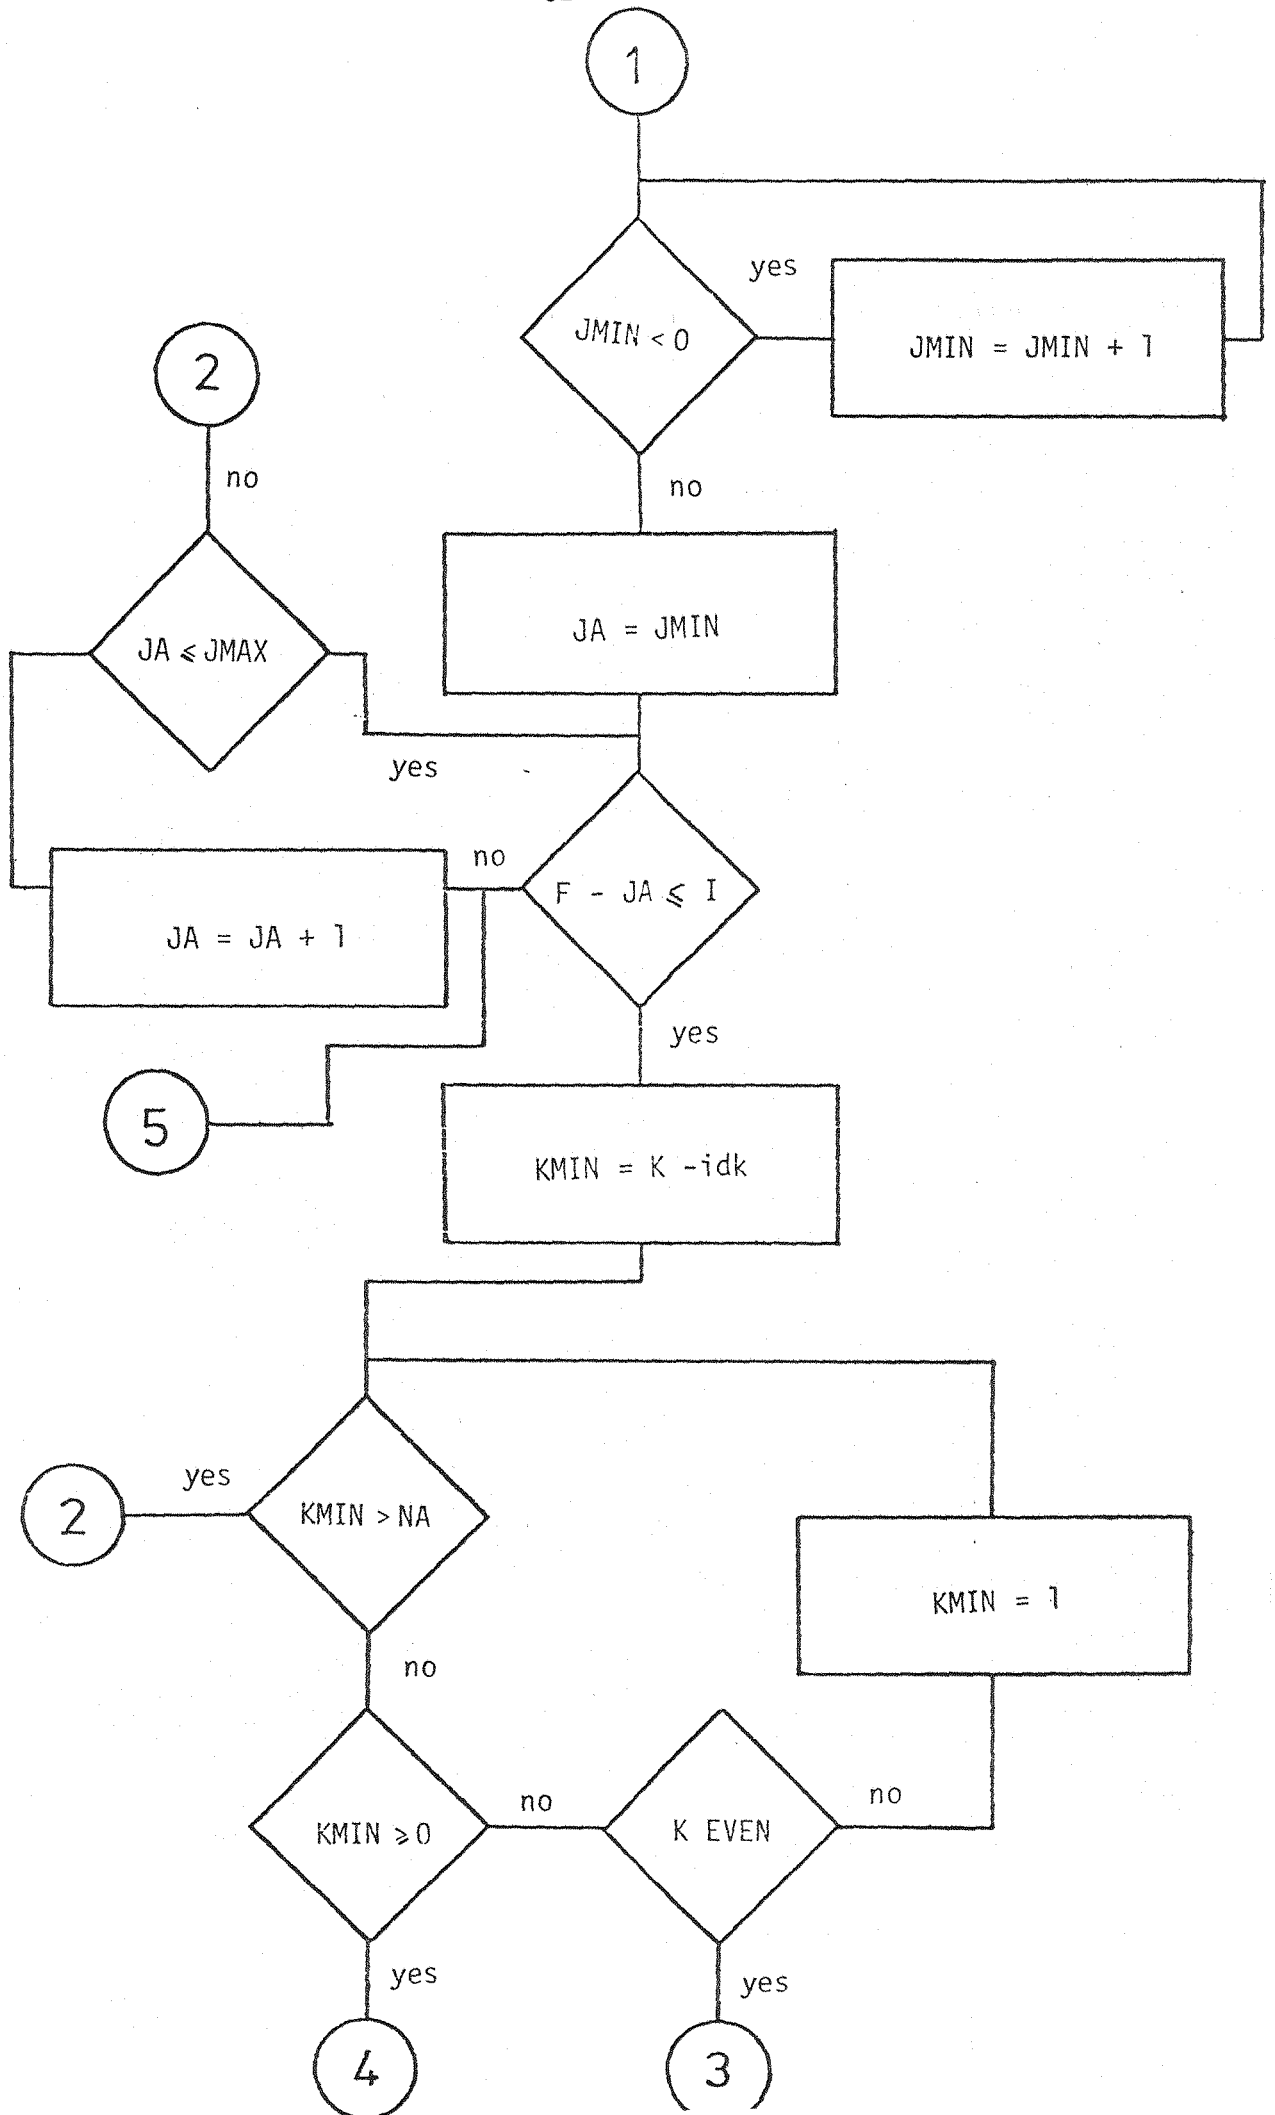 1
yes
JMIN < 0
JMIN = JMIN + 1
2
no
no
JA = JMIN
JA ⩽ JMAX
yes
no
F - JA ⩽ I
JA = JA + 1
yes
5
KMIN = K -idk
yes
KMIN > NA
2
KMIN = 1
no
no
no
KMIN ⩾ 0
K EVEN
yes
yes
4
3